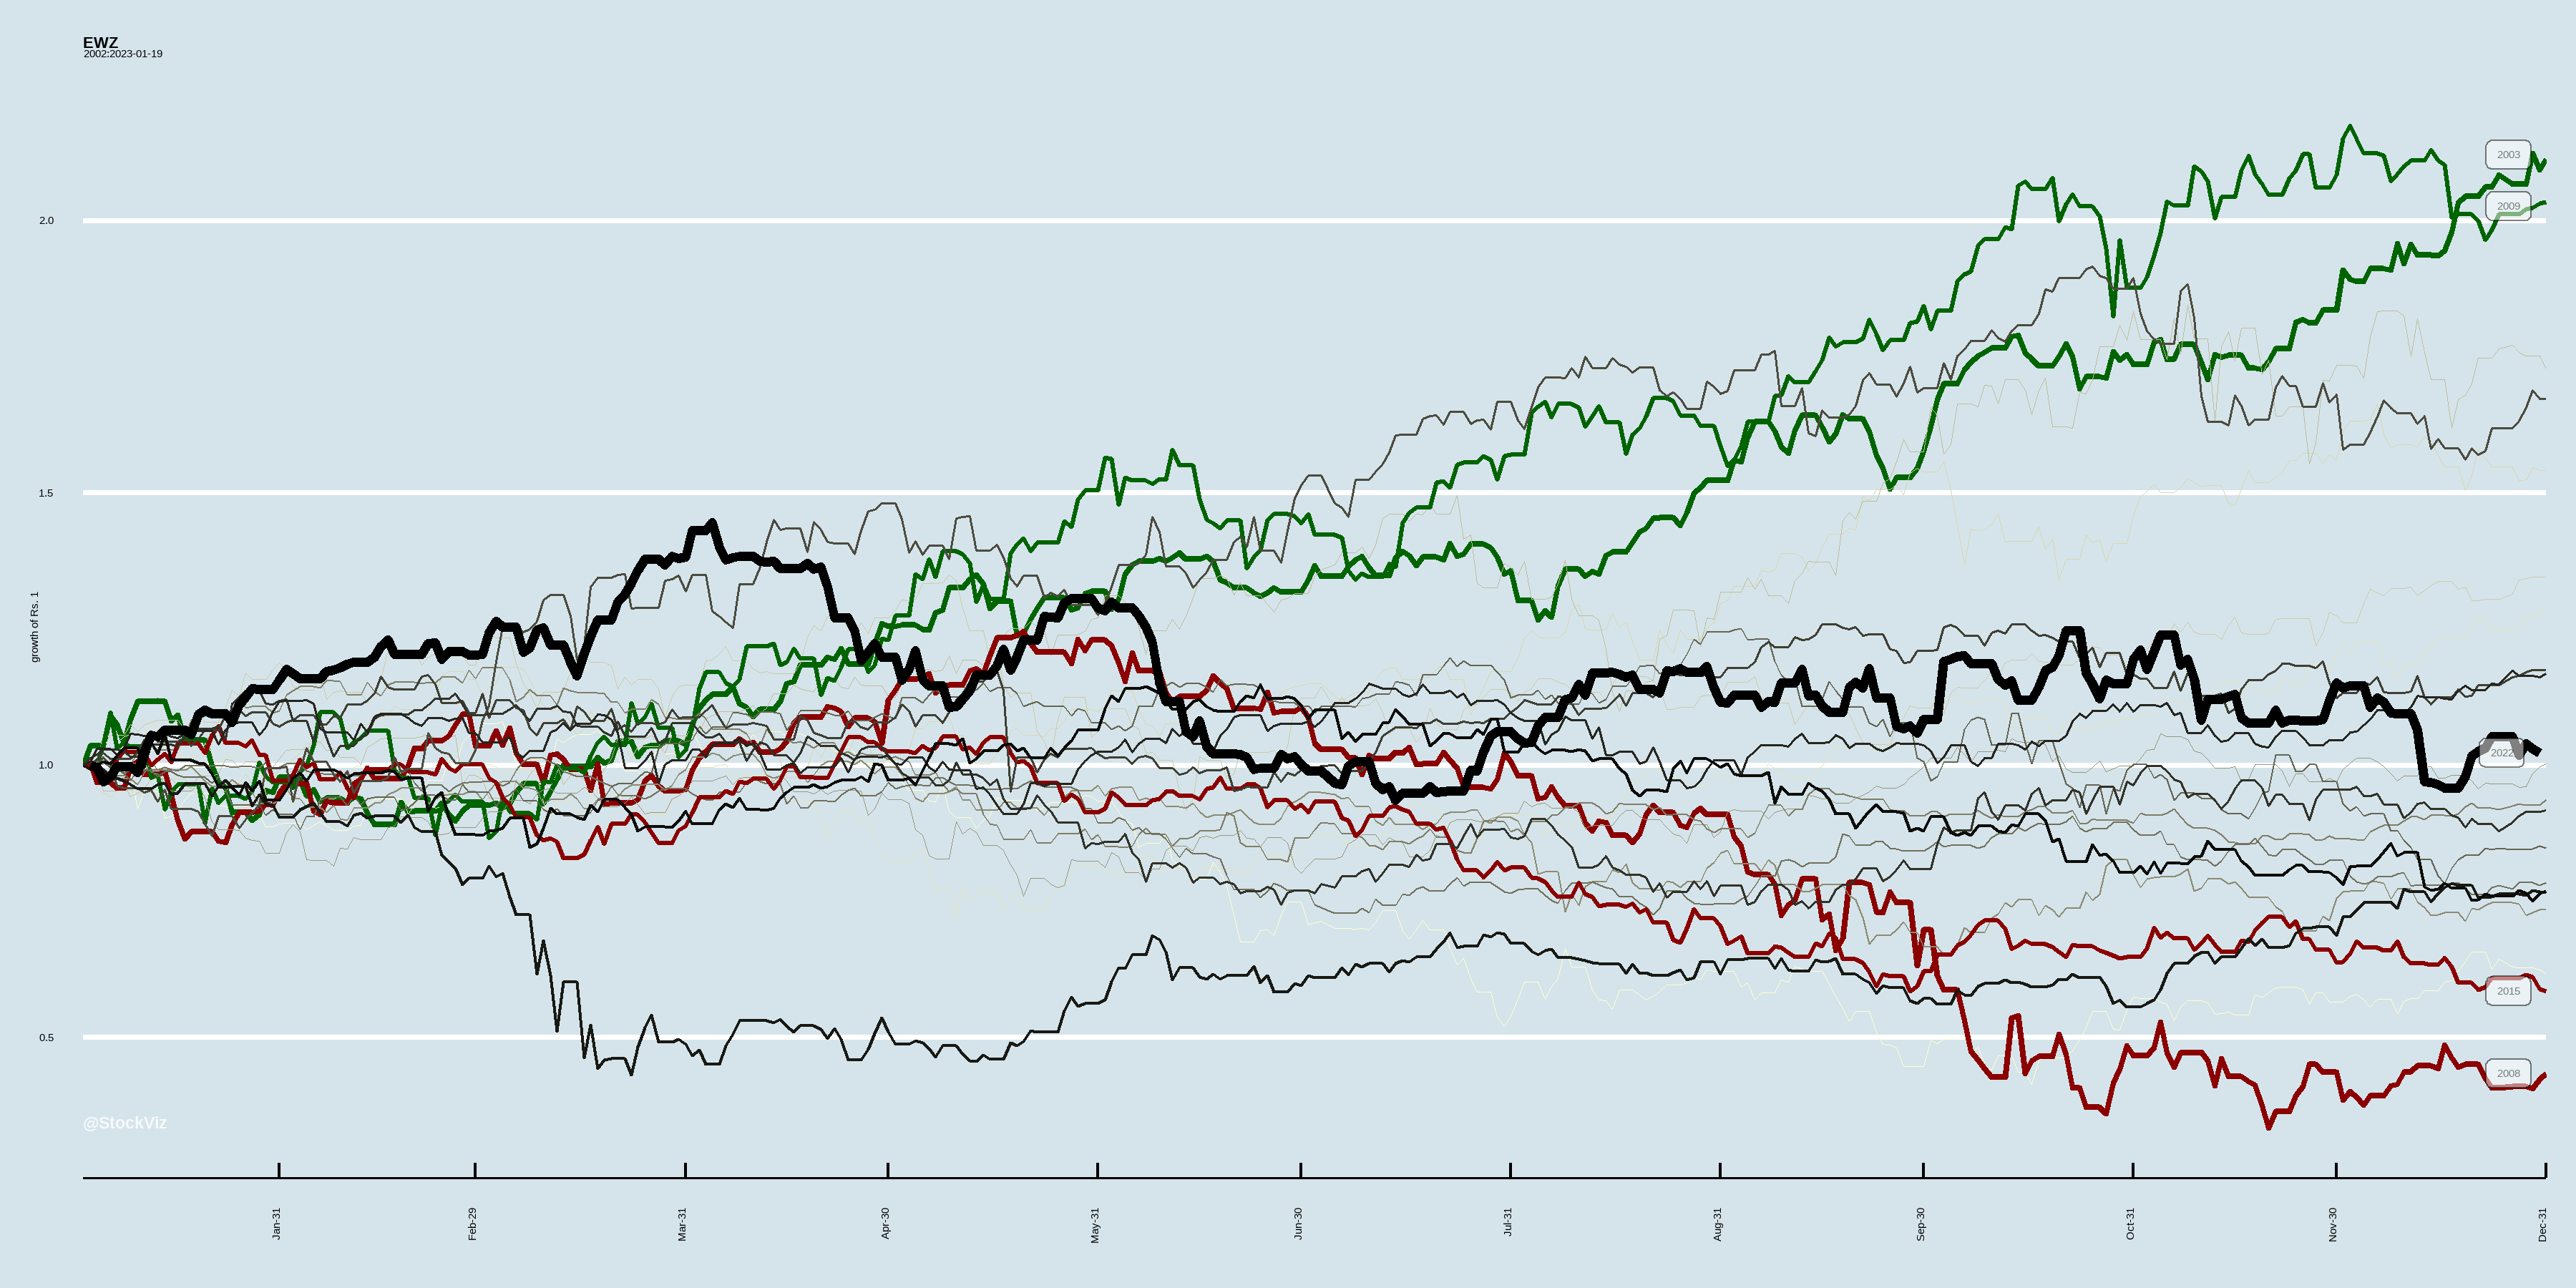 EWZ
2002:2023-01-19
growth of Rs. 1
2.0
1.5
1.0
0.5
2003
2009
2022
2015
2008
@StockViz
Jan-31
Feb-29
Mar-31
Apr-30
May-31
Jun-30
Jul-31
Aug-31
Sep-30
Oct-31
Nov-30
Dec-31